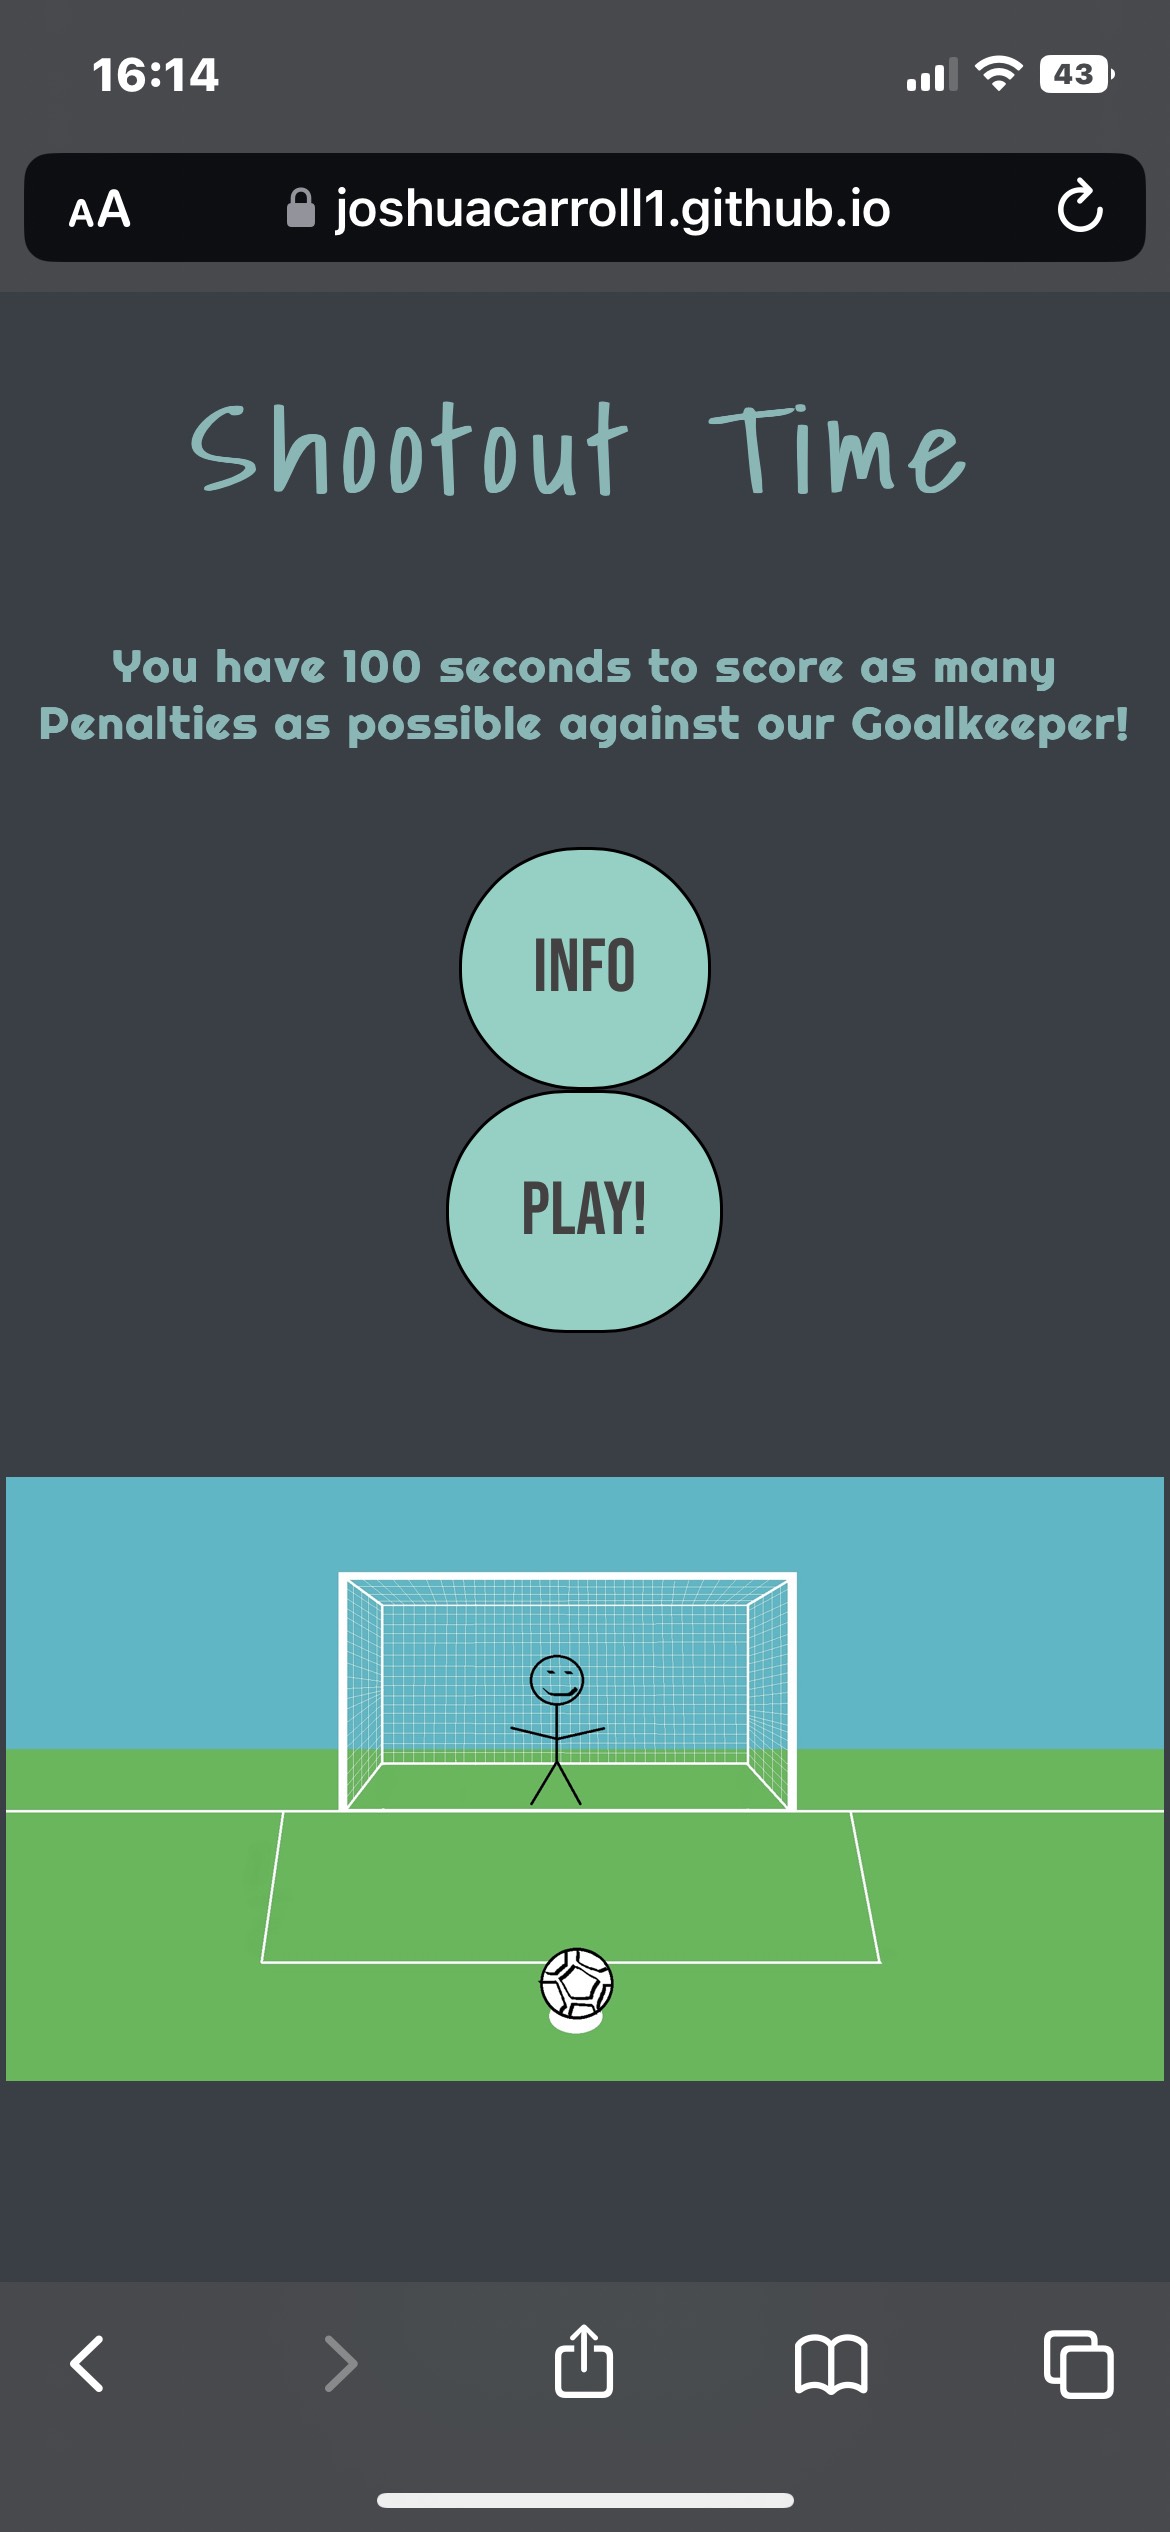 16:14
43
AA
joshuacarroll1.github.io
Shootout Time
You have 100 seconds to score as many
Penalties as possible against our Goalkeeper!
INFO
PLAY!